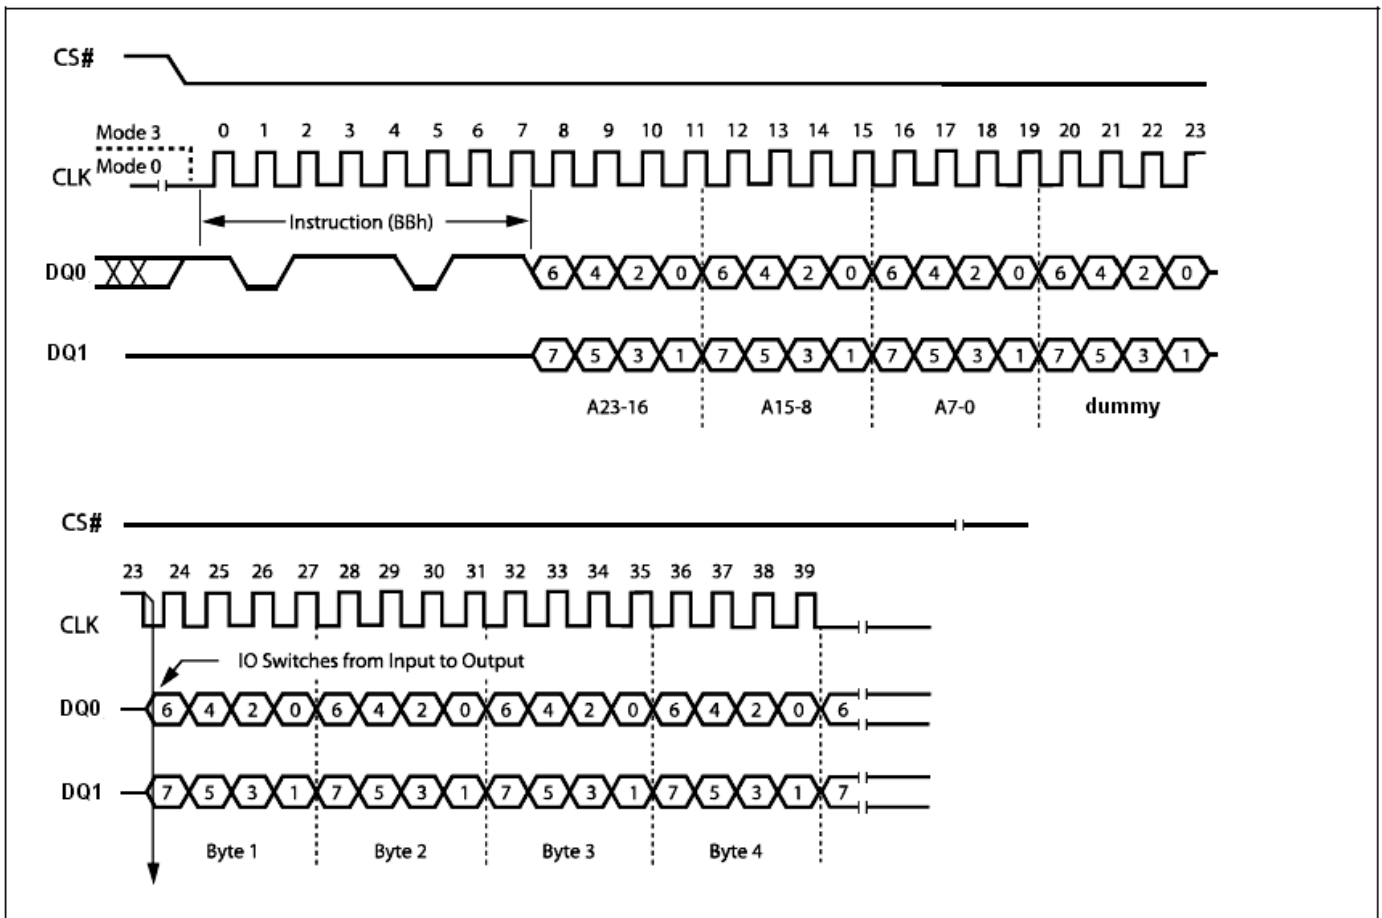 CS#
0 1 2 3 4 5 6 7 8 9 10 11 12 13 14 15 16 17 18 19 20 21 22 23
Mode 3
Mode 0
CLK
Instruction (BBh)
DQ0 6 4 2 0 6 4 2 0 6 4 2 0 6 4 2 0
DQ1 7 5 3 1 7 5 3 1 7 5 3 1 7 5 3 1
A23-16 A15-8 A7-0 dummy
CS#
23 24 25 26 27 28 29 30 31 32 33 34 35 36 37 38 39
CLK
IO Switches from Input to Output
DQ0 6 4 2 0 6 4 2 0 6 4 2 0 6 4 2 0 6
DQ1 7 5 3 1 7 5 3 1 7 5 3 1 7 5 3 1 7
Byte 1 Byte 2 Byte 3 Byte 4